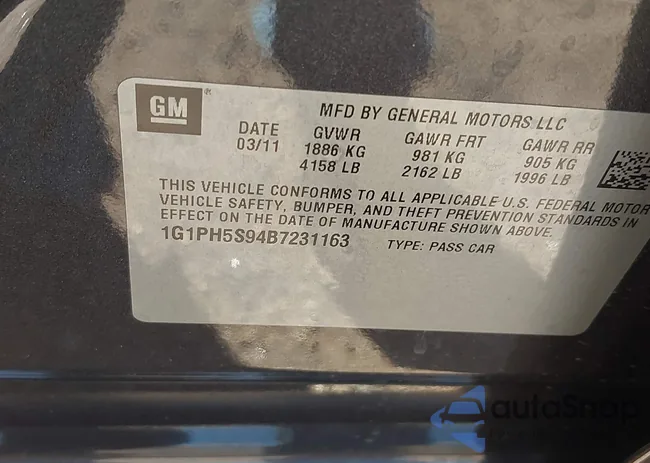 GM ®
MFD BY GENERAL MOTORS LLC
DATE GVWR GAWR FRT GAWR RR
03/11 1886 KG 981 KG 905 KG
4158 LB 2162 LB 1996 LB
THIS VEHICLE CONFORMS TO ALL APPLICABLE U.S. FEDERAL MOTOR
VEHICLE SAFETY, BUMPER, AND THEFT PREVENTION STANDARDS IN
EFFECT ON THE DATE OF MANUFACTURE SHOWN ABOVE.
1G1PH5S94B7231163 TYPE: PASS CAR
autoSnap